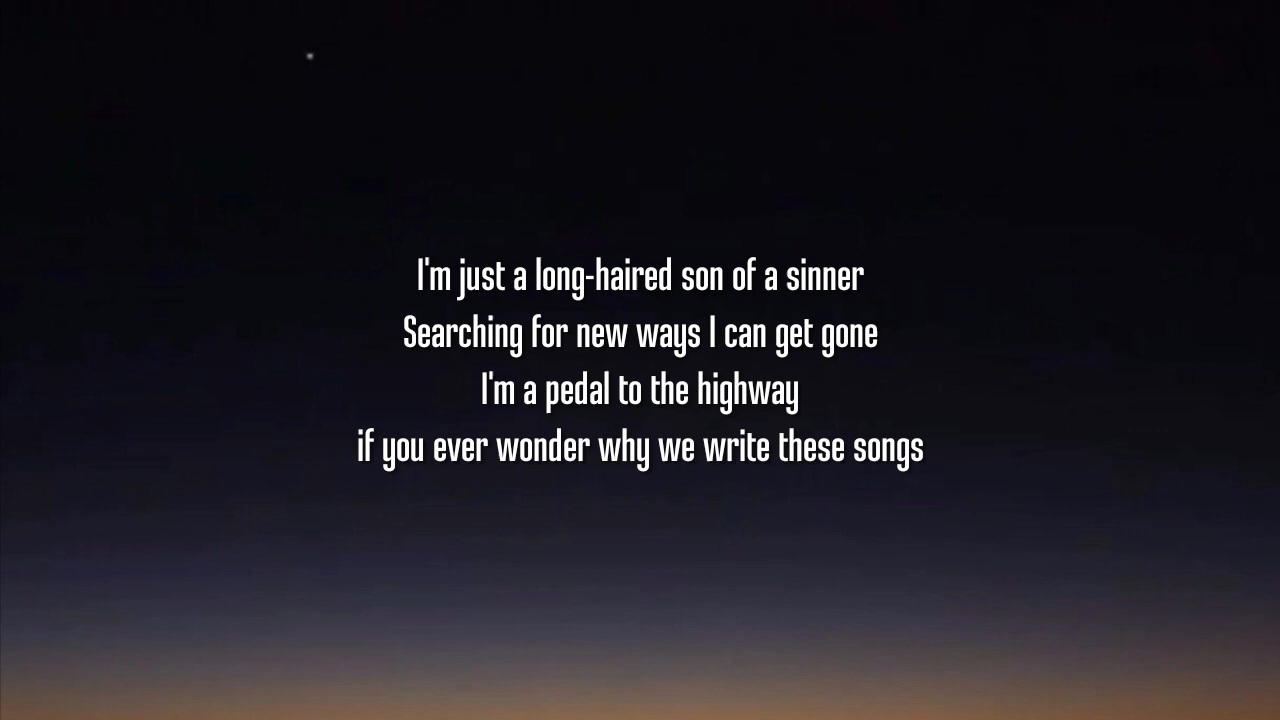 I'm just a long-haired son of a sinner
Searching for new ways I can get gone
I'm a pedal to the highway
if you ever wonder why we write these songs